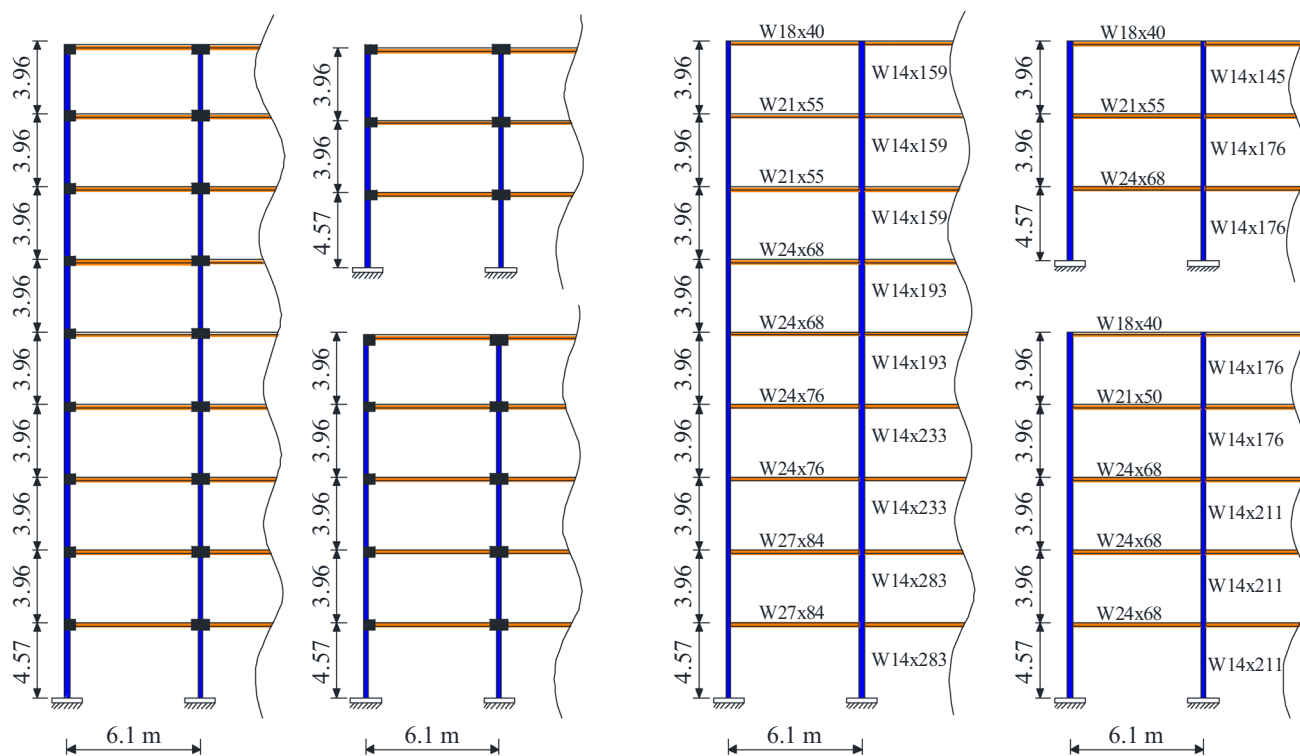 3.96
3.96
3.96
3.96
3.96
3.96
3.96
3.96
4.57
6.1 m
3.96
3.96
4.57
3.96
3.96
3.96
3.96
4.57
6.1 m
3.96
3.96
3.96
3.96
3.96
3.96
3.96
3.96
4.57
W18x40
W14x159
W21x55
W14x159
W21x55
W14x159
W24x68
W14x193
W24x68
W14x193
W24x76
W14x233
W24x76
W14x233
W27x84
W14x283
W27x84
W14x283
6.1 m
3.96
3.96
4.57
W18x40
W14x145
W21x55
W14x176
W24x68
W14x176
3.96
3.96
3.96
3.96
4.57
W18x40
W14x176
W21x50
W14x176
W24x68
W14x211
W24x68
W14x211
W24x68
W14x211
6.1 m